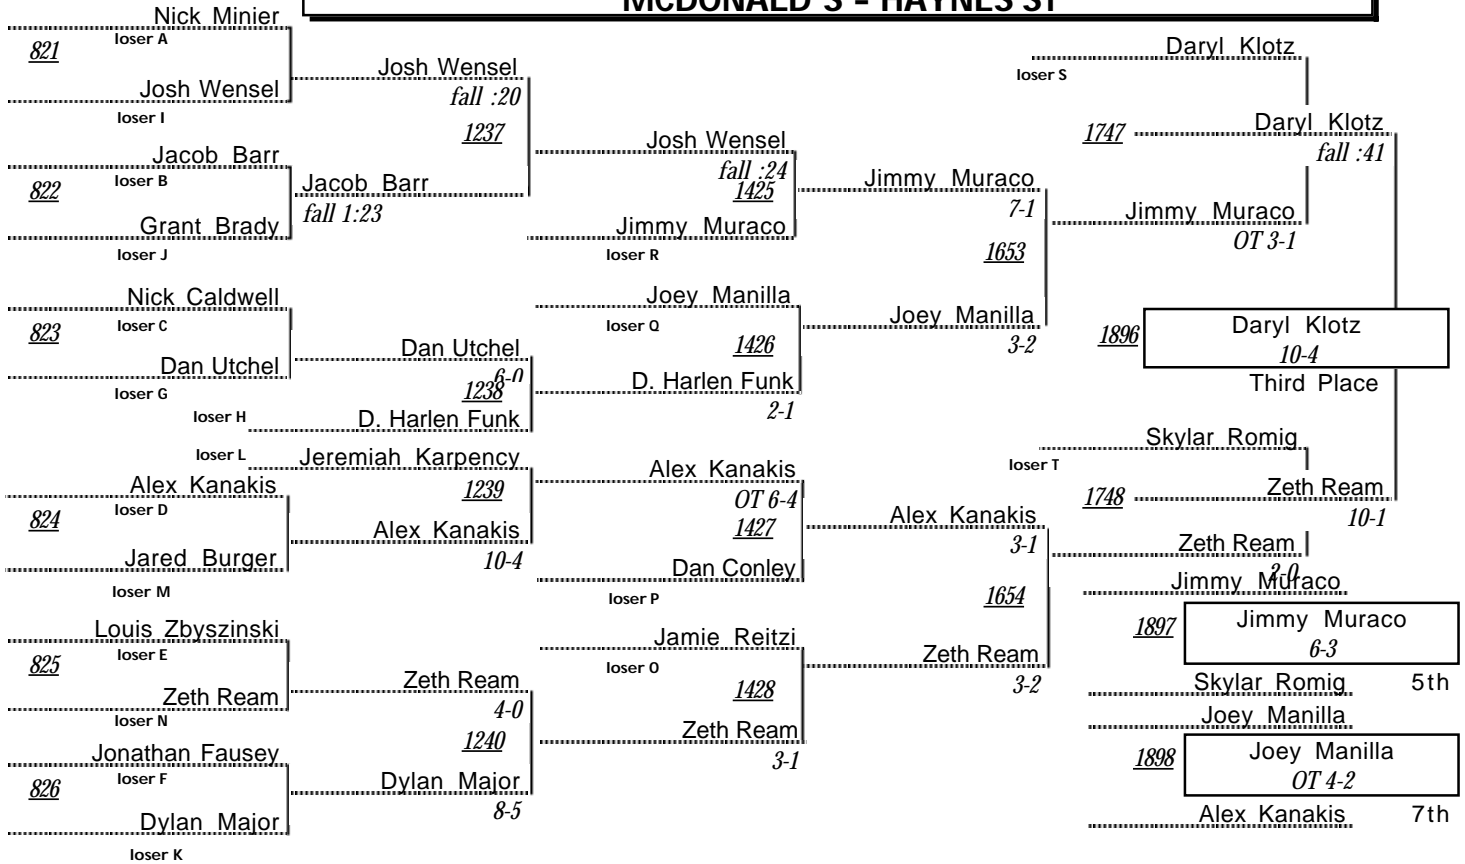 McDONALD'S – HAYNES ST
Nick Minier
821
loser A
Josh Wensel
loser I
Jacob Barr
822
loser B
Grant Brady
loser J
Nick Caldwell
823
loser C
Dan Utchel
loser G
loser H
D. Harlen Funk
loser L
Jeremiah Karpency
Alex Kanakis
824
loser D
Jared Burger
loser M
Louis Zbyszinski
825
loser E
Zeth Ream
loser N
Jonathan Fausey
826
loser F
Dylan Major
loser K
Josh Wensel
fall :20
1237
Jacob Barr
fall 1:23
Dan Utchel
6-0
1238
1239
Alex Kanakis
10-4
Zeth Ream
4-0
1240
Dylan Major
8-5
Josh Wensel
fall :24
1425
Jimmy Muraco
loser R
Joey Manilla
loser Q
1426
D. Harlen Funk
2-1
Alex Kanakis
OT 6-4
1427
Dan Conley
loser P
Jamie Reitzi
loser O
1428
Zeth Ream
3-1
Jimmy Muraco
7-1
1653
Joey Manilla
3-2
Alex Kanakis
3-1
1654
Zeth Ream
3-2
Daryl Klotz
loser S
1747
Daryl Klotz
fall :41
Jimmy Muraco
OT 3-1
1896
Daryl Klotz
10-4
Third Place
Skylar Romig
loser T
1748
Zeth Ream
10-1
Zeth Ream
2-0
Jimmy Muraco
1897
Jimmy Muraco
6-3
Skylar Romig
5th
Joey Manilla
1898
Joey Manilla
OT 4-2
Alex Kanakis
7th